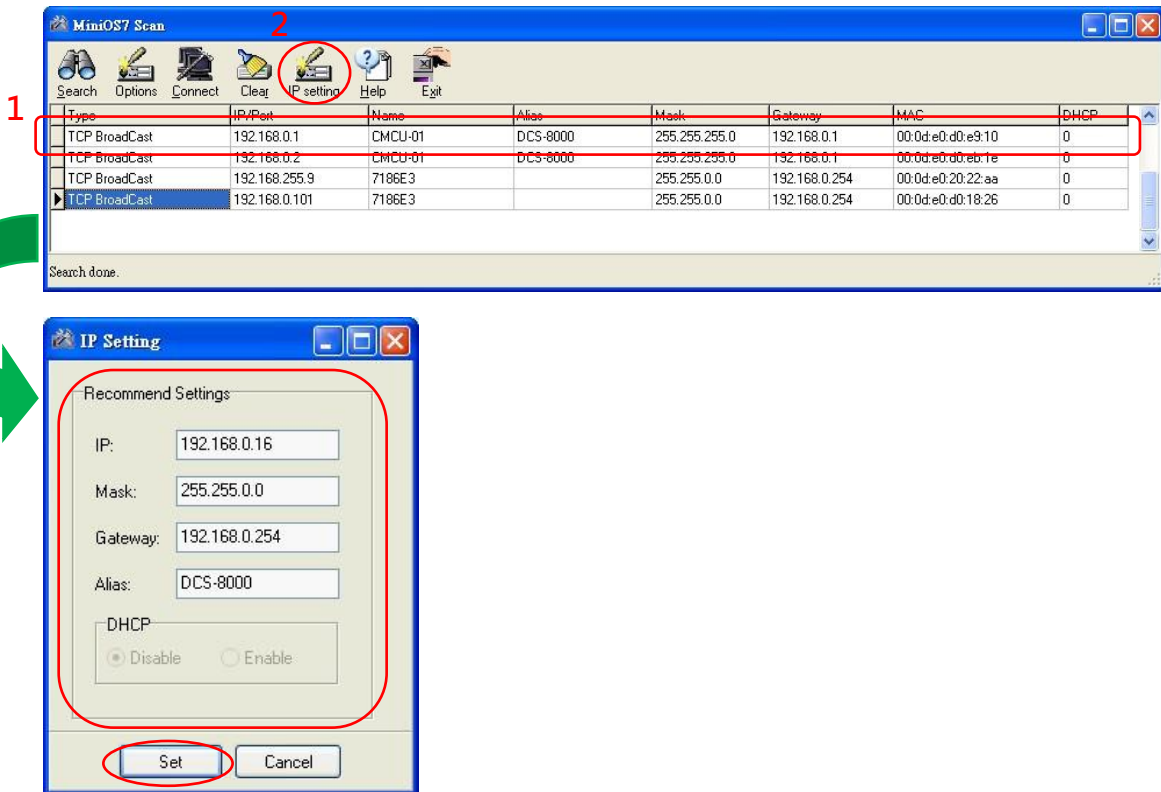 MiniOS7 Scan
2
Search Options Connect Clear IP setting Help Exit
1
Type IP/Port Name Alias Mask Gateway MAC DHCP
TCP BroadCast 192.168.0.1 CMCU-01 DCS-8000 255.255.255.0 192.168.0.1 00:0d:e0:d0:e9:10 0
TCP BroadCast 192.168.0.2 CMCU-01 DCS-8000 255.255.255.0 192.168.0.1 00:0d:e0:d0:eb:1e 0
TCP BroadCast 192.168.255.9 7186E3 255.255.0.0 192.168.0.254 00:0d:e0:20:22:aa 0
TCP BroadCast 192.168.0.101 7186E3 255.255.0.0 192.168.0.254 00:0d:e0:d0:18:26 0
Search done.
IP Setting
Recommend Settings
IP: 192.168.0.16
Mask: 255.255.0.0
Gateway: 192.168.0.254
Alias: DCS-8000
DHCP
Disable Enable
Set Cancel